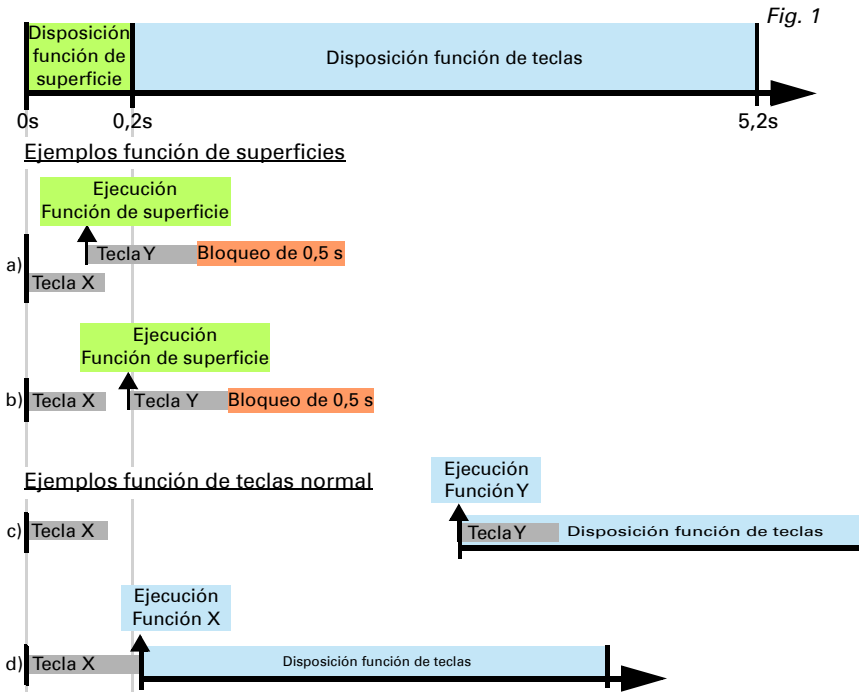 Fig. 1
Disposición
función de
superficie
Disposición función de teclas
0s
0,2s
5,2s
Ejemplos función de superficies
Ejecución
Función de superficie
a)
Tecla Y
Bloqueo de 0,5 s
Tecla X
Ejecución
Función de superficie
b)
Tecla X
Tecla Y
Bloqueo de 0,5 s
Ejemplos función de teclas normal
Ejecución
Función Y
c)
Tecla X
Tecla Y
Disposición función de teclas
Ejecución
Función X
d)
Tecla X
Disposición función de teclas